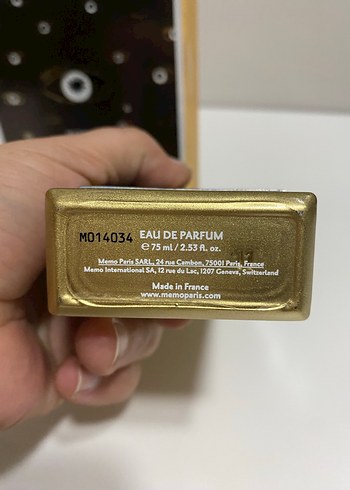 MO14034 EAU DE PARFUM
℮ 75 ml / 2.53 fl. oz.
Memo Paris SARL, 24 rue Cambon, 75001 Paris, France
Memo International SA, 12 rue du Lac, 1207 Geneva, Switzerland
Made in France
www.memoparis.com